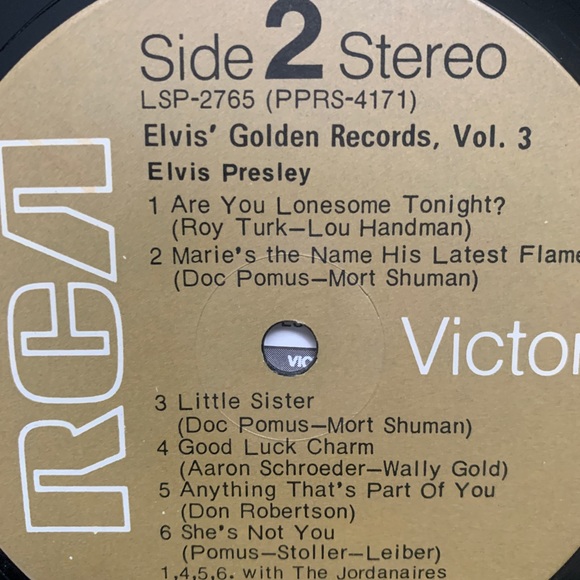 Side 2 Stereo
LSP-2765 (PPRS-4171)
Elvis' Golden Records, Vol. 3
Elvis Presley
1 Are You Lonesome Tonight?
(Roy Turk—Lou Handman)
2 Marie's the Name His Latest Flame
(Doc Pomus—Mort Shuman)
RCA
Victor
VIC
3 Little Sister
(Doc Pomus—Mort Shuman)
4 Good Luck Charm
(Aaron Schroeder—Wally Gold)
5 Anything That's Part Of You
(Don Robertson)
6 She's Not You
(Pomus—Stoller—Leiber)
1,4,5,6. with The Jordanaires